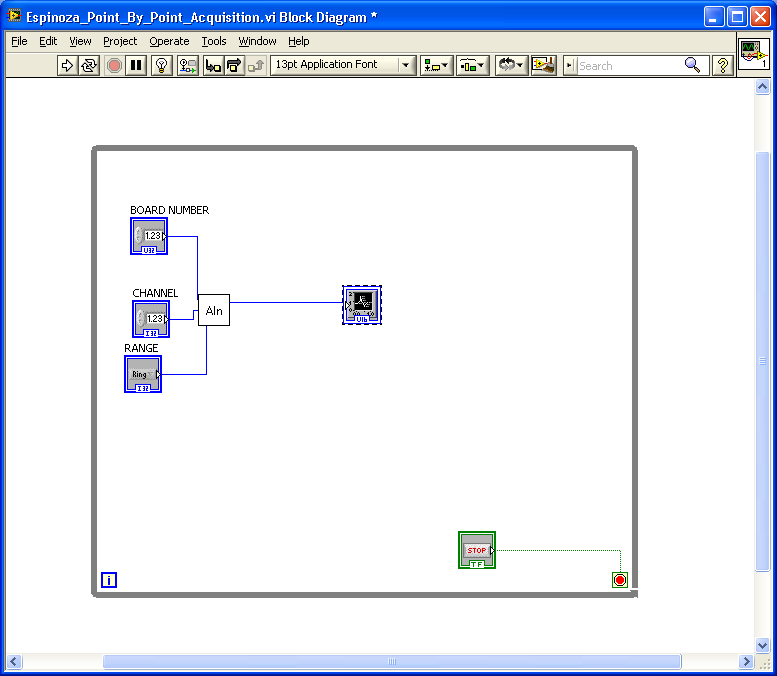 Espinoza_Point_By_Point_Acquisition.vi Block Diagram *
File Edit View Project Operate Tools Window Help
13pt Application Font
Search
?
1
BOARD NUMBER
1.23
U32
CHANNEL
1.23
I32
AIn
U16
RANGE
Ring
I32
STOP
TF
i